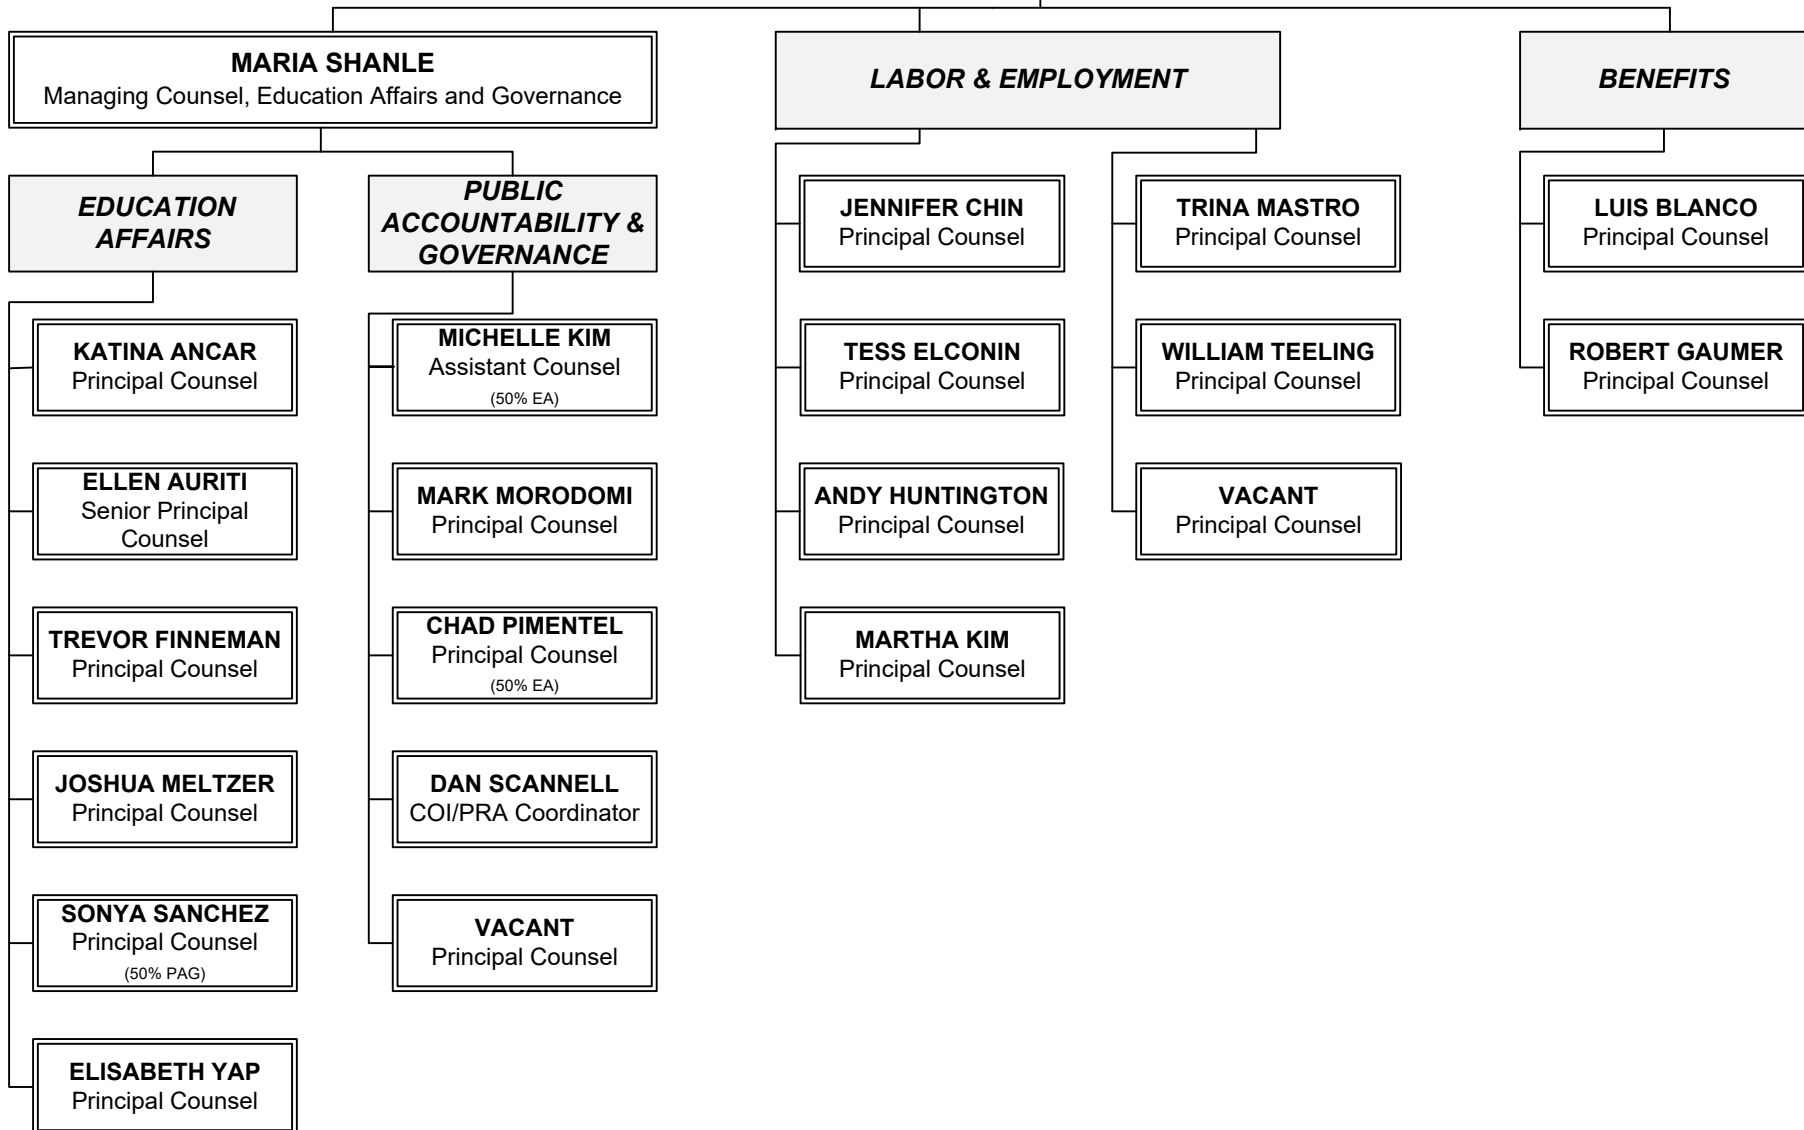 MARIA SHANLE
Managing Counsel, Education Affairs and Governance
EDUCATION
AFFAIRS
KATINA ANCAR
Principal Counsel
ELLEN AURITI
Senior Principal
Counsel
TREVOR FINNEMAN
Principal Counsel
JOSHUA MELTZER
Principal Counsel
SONYA SANCHEZ
Principal Counsel
(50% PAG)
ELISABETH YAP
Principal Counsel
PUBLIC
ACCOUNTABILITY &
GOVERNANCE
MICHELLE KIM
Assistant Counsel
(50% EA)
MARK MORODOMI
Principal Counsel
CHAD PIMENTEL
Principal Counsel
(50% EA)
DAN SCANNELL
COI/PRA Coordinator
VACANT
Principal Counsel
LABOR & EMPLOYMENT
JENNIFER CHIN
Principal Counsel
TESS ELCONIN
Principal Counsel
ANDY HUNTINGTON
Principal Counsel
MARTHA KIM
Principal Counsel
TRINA MASTRO
Principal Counsel
WILLIAM TEELING
Principal Counsel
VACANT
Principal Counsel
BENEFITS
LUIS BLANCO
Principal Counsel
ROBERT GAUMER
Principal Counsel